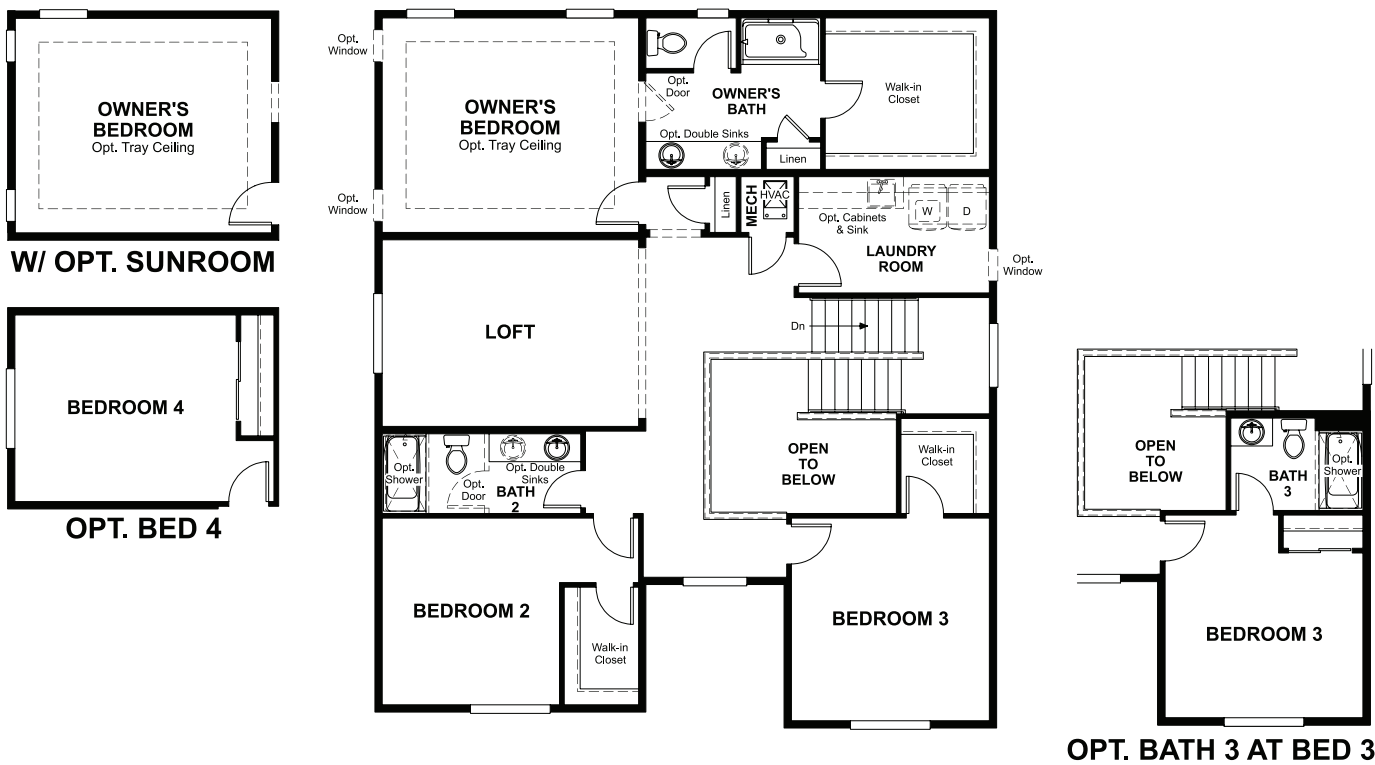 OWNER'S
BEDROOM
Opt. Tray Ceiling
W/ OPT. SUNROOM
BEDROOM 4
OPT. BED 4
Opt.
Window
Opt.
Window
OWNER'S
BEDROOM
Opt. Tray Ceiling
Opt.
Door
OWNER'S
BATH
Opt. Double Sinks
Linen
Walk-in
Closet
Linen
MECH
HVAC
Opt. Cabinets
& Sink
W
D
LAUNDRY
ROOM
Opt.
Window
LOFT
Dn
OPEN
TO
BELOW
Walk-in
Closet
Opt.
Shower
Opt.
Door
Opt. Double
Sinks
BATH
2
BEDROOM 2
Walk-in
Closet
BEDROOM 3
OPEN
TO
BELOW
BATH
3
Opt.
Shower
BEDROOM 3
OPT. BATH 3 AT BED 3